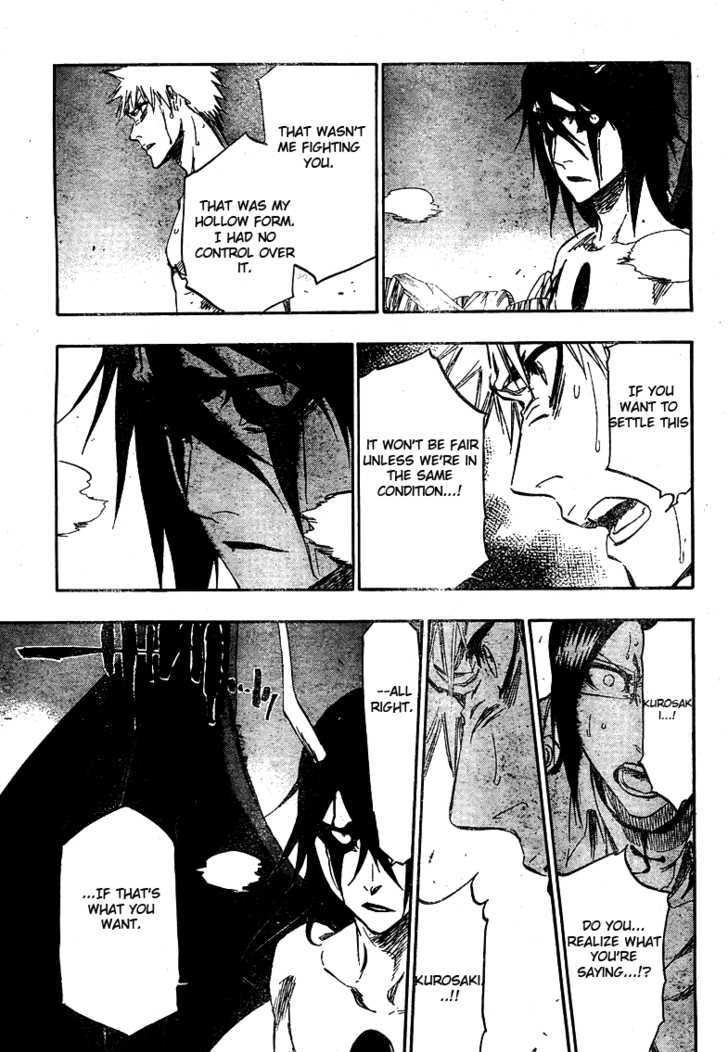 THAT WASN'T
ME FIGHTING
YOU.
THAT WAS MY
HOLLOW FORM.
I HAD NO
CONTROL OVER
IT.
IF YOU
WANT TO
SETTLE THIS
IT WON'T BE FAIR
UNLESS WE'RE IN
THE SAME
CONDITION...!
KUROSAK
I...!
DO YOU...
REALIZE WHAT
YOU'RE
SAYING...!?
KUROSAKI.
..!!
--ALL
RIGHT.
...IF THAT'S
WHAT YOU
WANT.